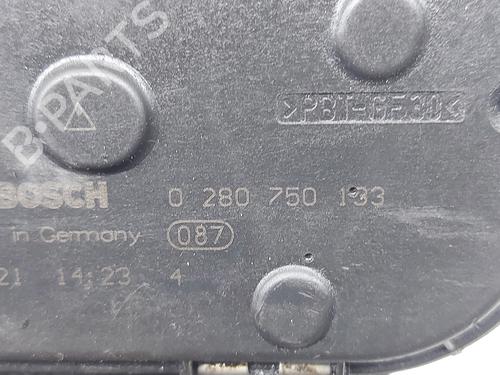 B-PARTS
>PBT-GF30<
BOSCH 0 280 750 133
in Germany 087
21 14:23 4